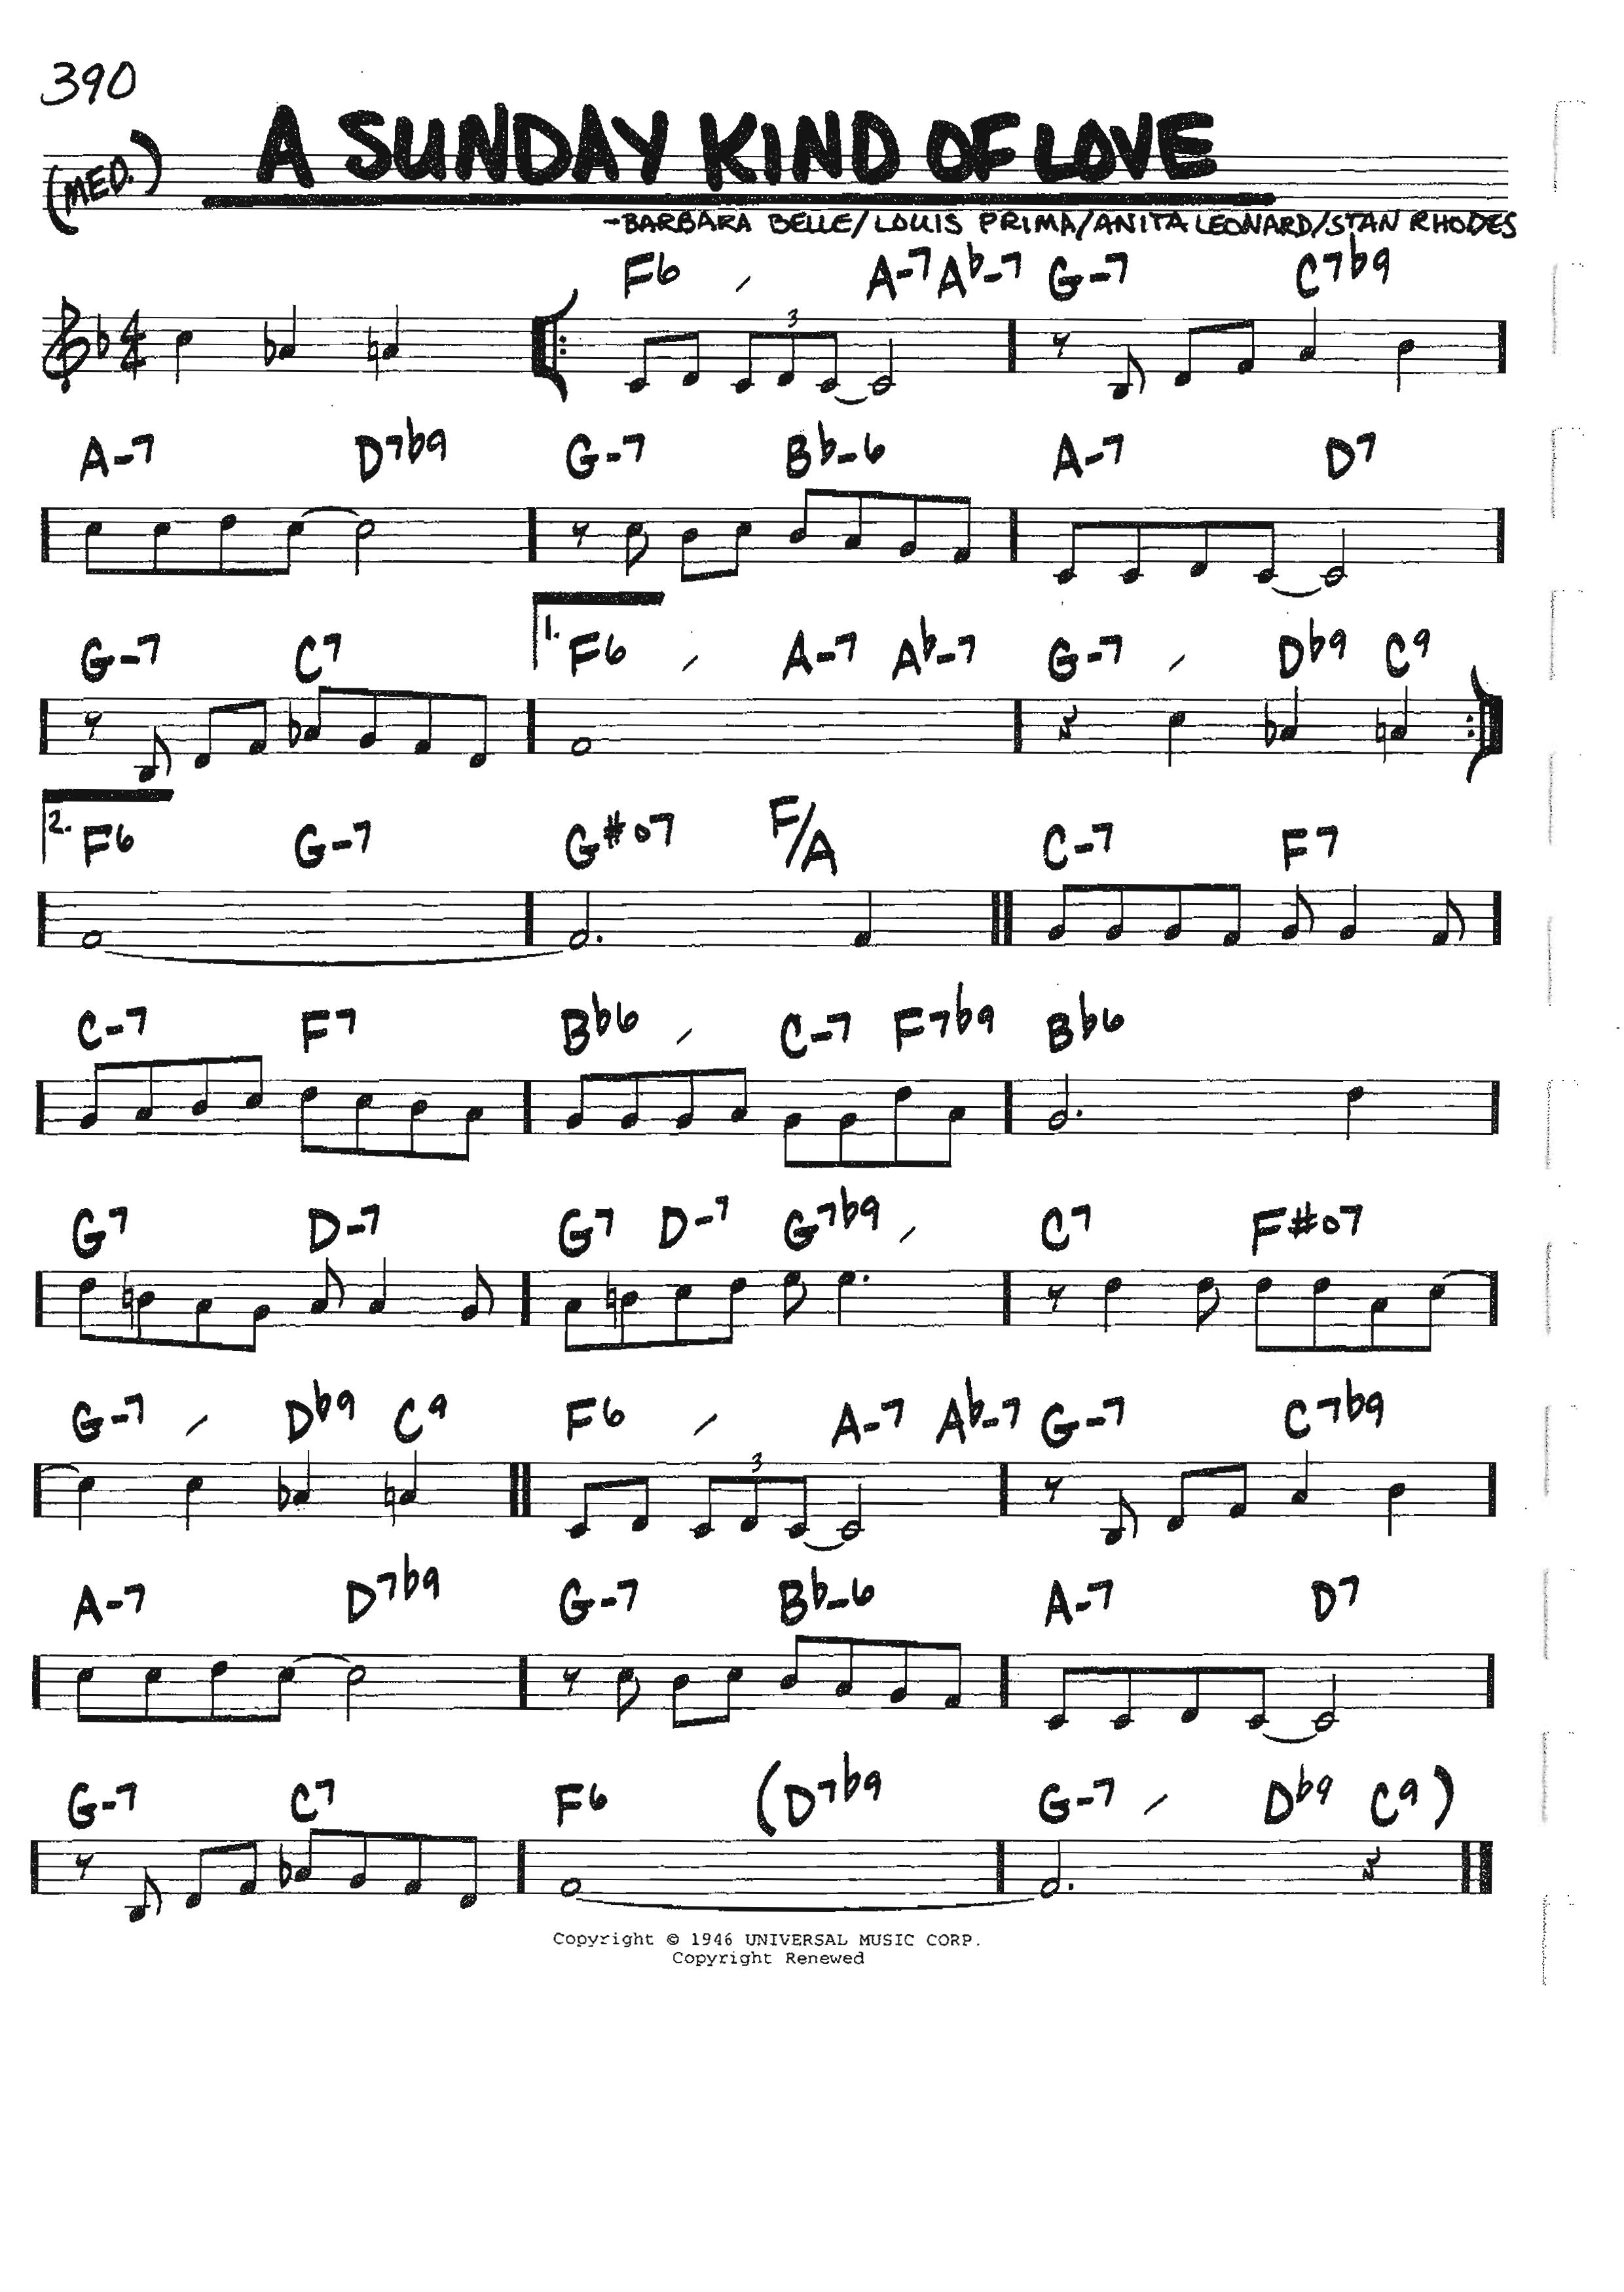 390
A SUNDAY KIND OF LOVE
(MED.)
-BARBARA BELLE/LOUIS PRIMA/ANITA LEONARD/STAN RHODES
F6 / A-7 A♭-7 G-7 C7♭9
4 4 3
A-7 D7♭9 G-7 B♭-6 A-7 D7
G-7 C7 1. F6 / A-7 A♭-7 G-7 / D♭9 C9
2. F6 G-7 G#o7 F/A C-7 F7
C-7 F7 B♭6 / C-7 F7♭9 B♭6
G7 D-7 G7 D-7 G7♭9 / C7 F#o7
G-7 / D♭9 C9 F6 / A-7 A♭-7 G-7 C7♭9
3
A-7 D7♭9 G-7 B♭-6 A-7 D7
G-7 C7 F6 (D7♭9 G-7 / D♭9 C9)
Copyright © 1946 UNIVERSAL MUSIC CORP.
Copyright Renewed